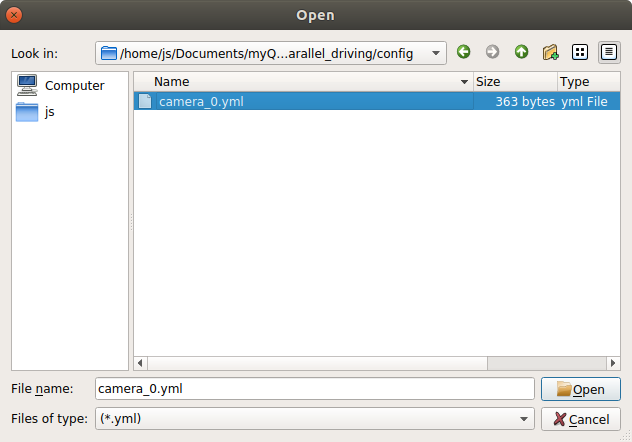 Open
Look in: /home/js/Documents/myQ...arallel_driving/config
Computer
js
Name Size Type
camera_0.yml 363 bytes yml File
File name: camera_0.yml Open
Files of type: (*.yml) Cancel